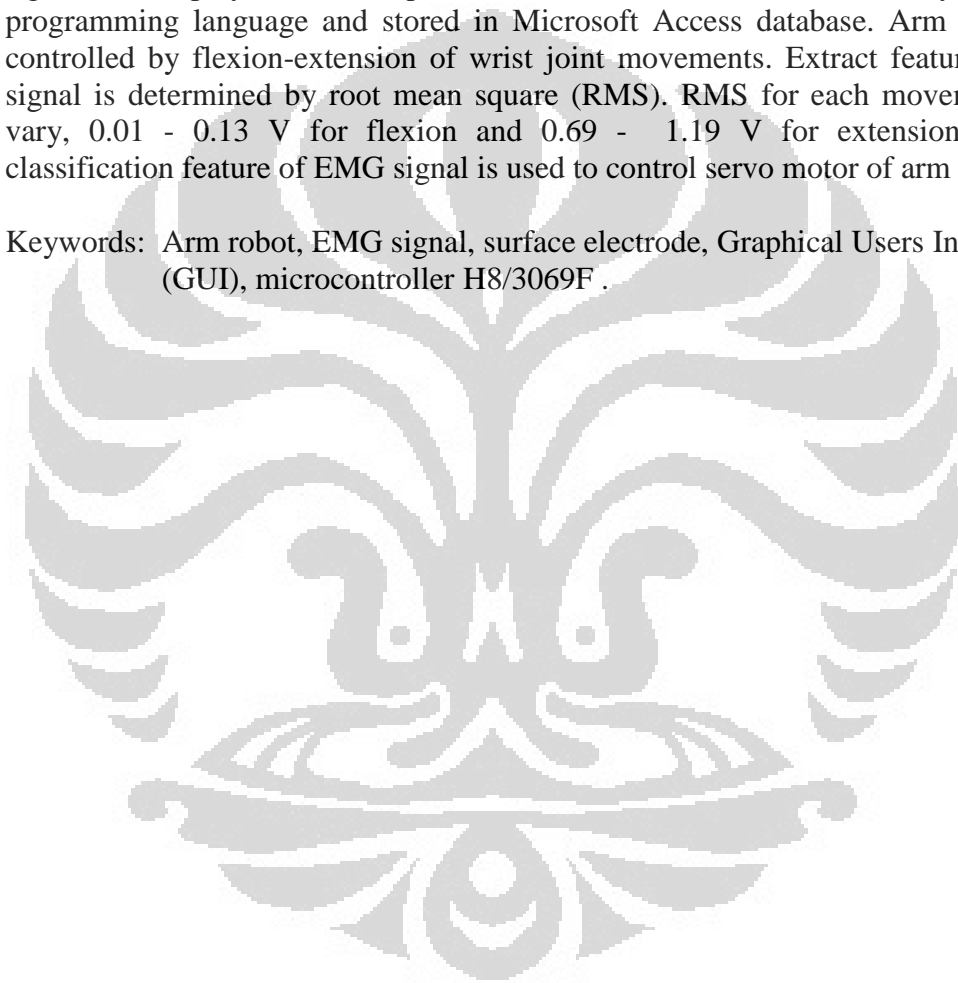 programming language and stored in Microsoft Access database. Arm
controlled by flexion-extension of wrist joint movements. Extract
signal is determined by root mean square (RMS). RMS for each
vary, 0.01 - 0.13 V for flexion and 0.69 - 1.19 V for extension
classification feature of EMG signal is used to control servo motor of arm
Keywords: Arm robot, EMG signal, surface electrode, Graphical Users
(GUI), microcontroller H8/3069F .